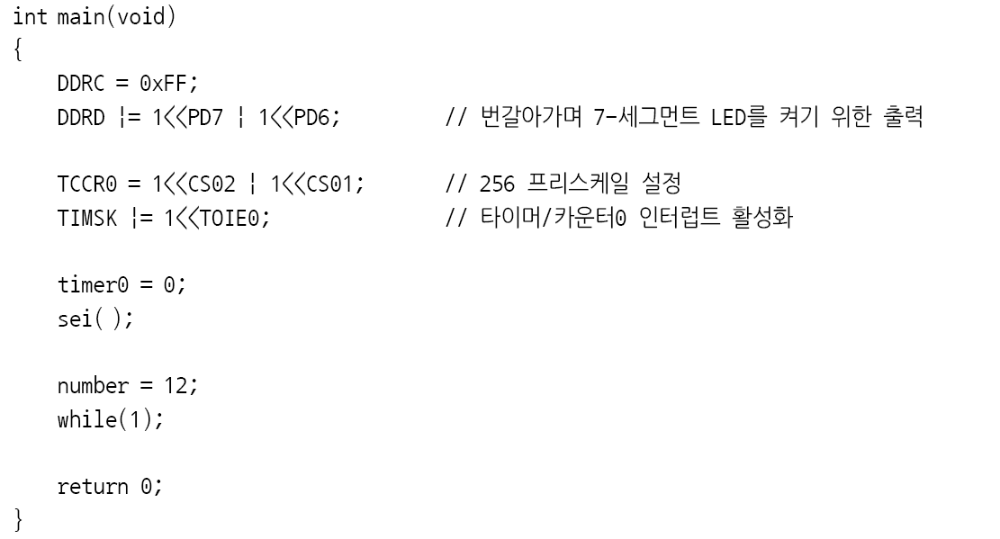 int main(void)
{
DDRC = 0xFF;
DDRD |= 1<<PD7 | 1<<PD6; // 번갈아가며 7-세그먼트 LED를 켜기 위한 출력
TCCR0 = 1<<CS02 | 1<<CS01; // 256 프리스케일 설정
TIMSK |= 1<<TOIE0; // 타이머/카운터0 인터럽트 활성화
timer0 = 0;
sei( );
number = 12;
while(1);
return 0;
}